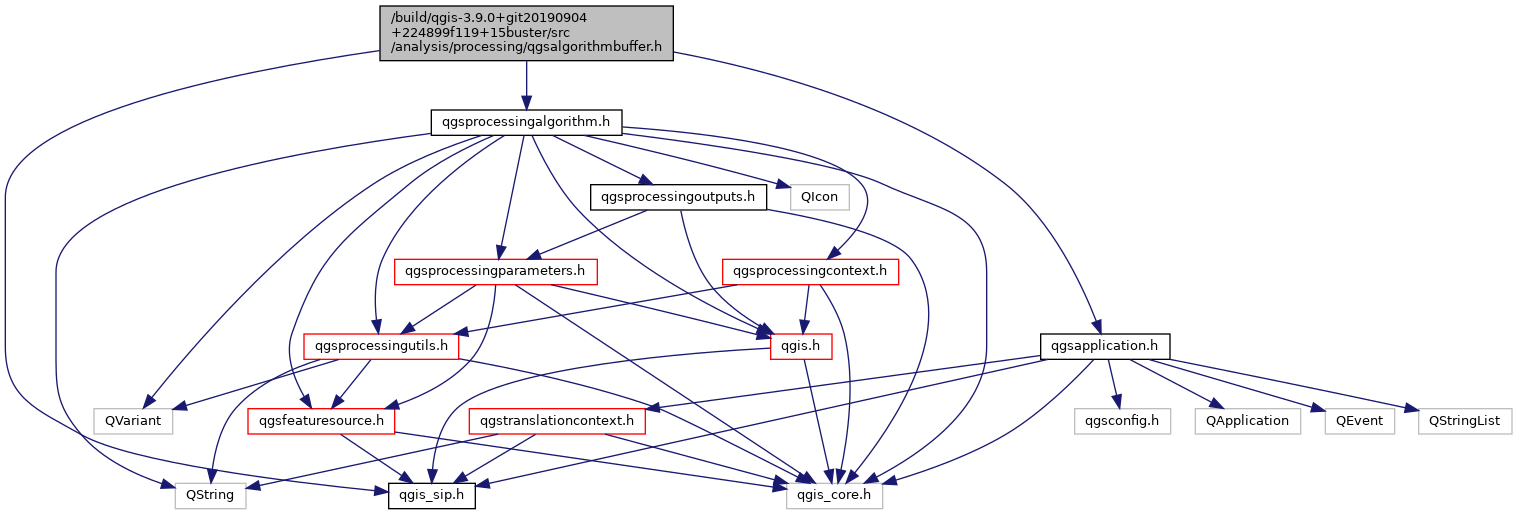 /build/qgis-3.9.0+git20190904
+224899f119+15buster/src
/analysis/processing/qgsalgorithmbuffer.h
qgsprocessingalgorithm.h
qgsprocessingoutputs.h
QIcon
qgsprocessingparameters.h
qgsprocessingcontext.h
qgsprocessingutils.h
qgis.h
qgsapplication.h
QVariant
qgsfeaturesource.h
qgstranslationcontext.h
qgsconfig.h
QApplication
QEvent
QStringList
QString
qgis_sip.h
qgis_core.h